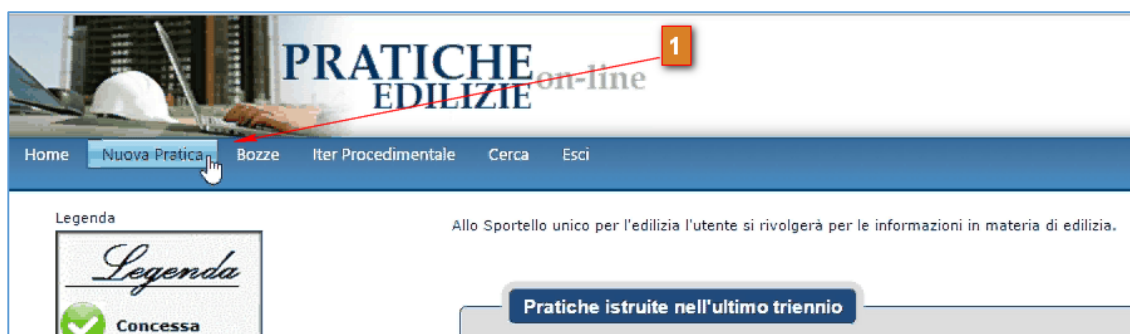 PRATICHE on-line
EDILIZIE
1
Home Nuova Pratica Bozze Iter Procedimentale Cerca Esci
Legenda
Allo Sportello unico per l'edilizia l'utente si rivolgerà per le informazioni in materia di edilizia.
Legenda
Pratiche istruite nell'ultimo triennio
Concessa